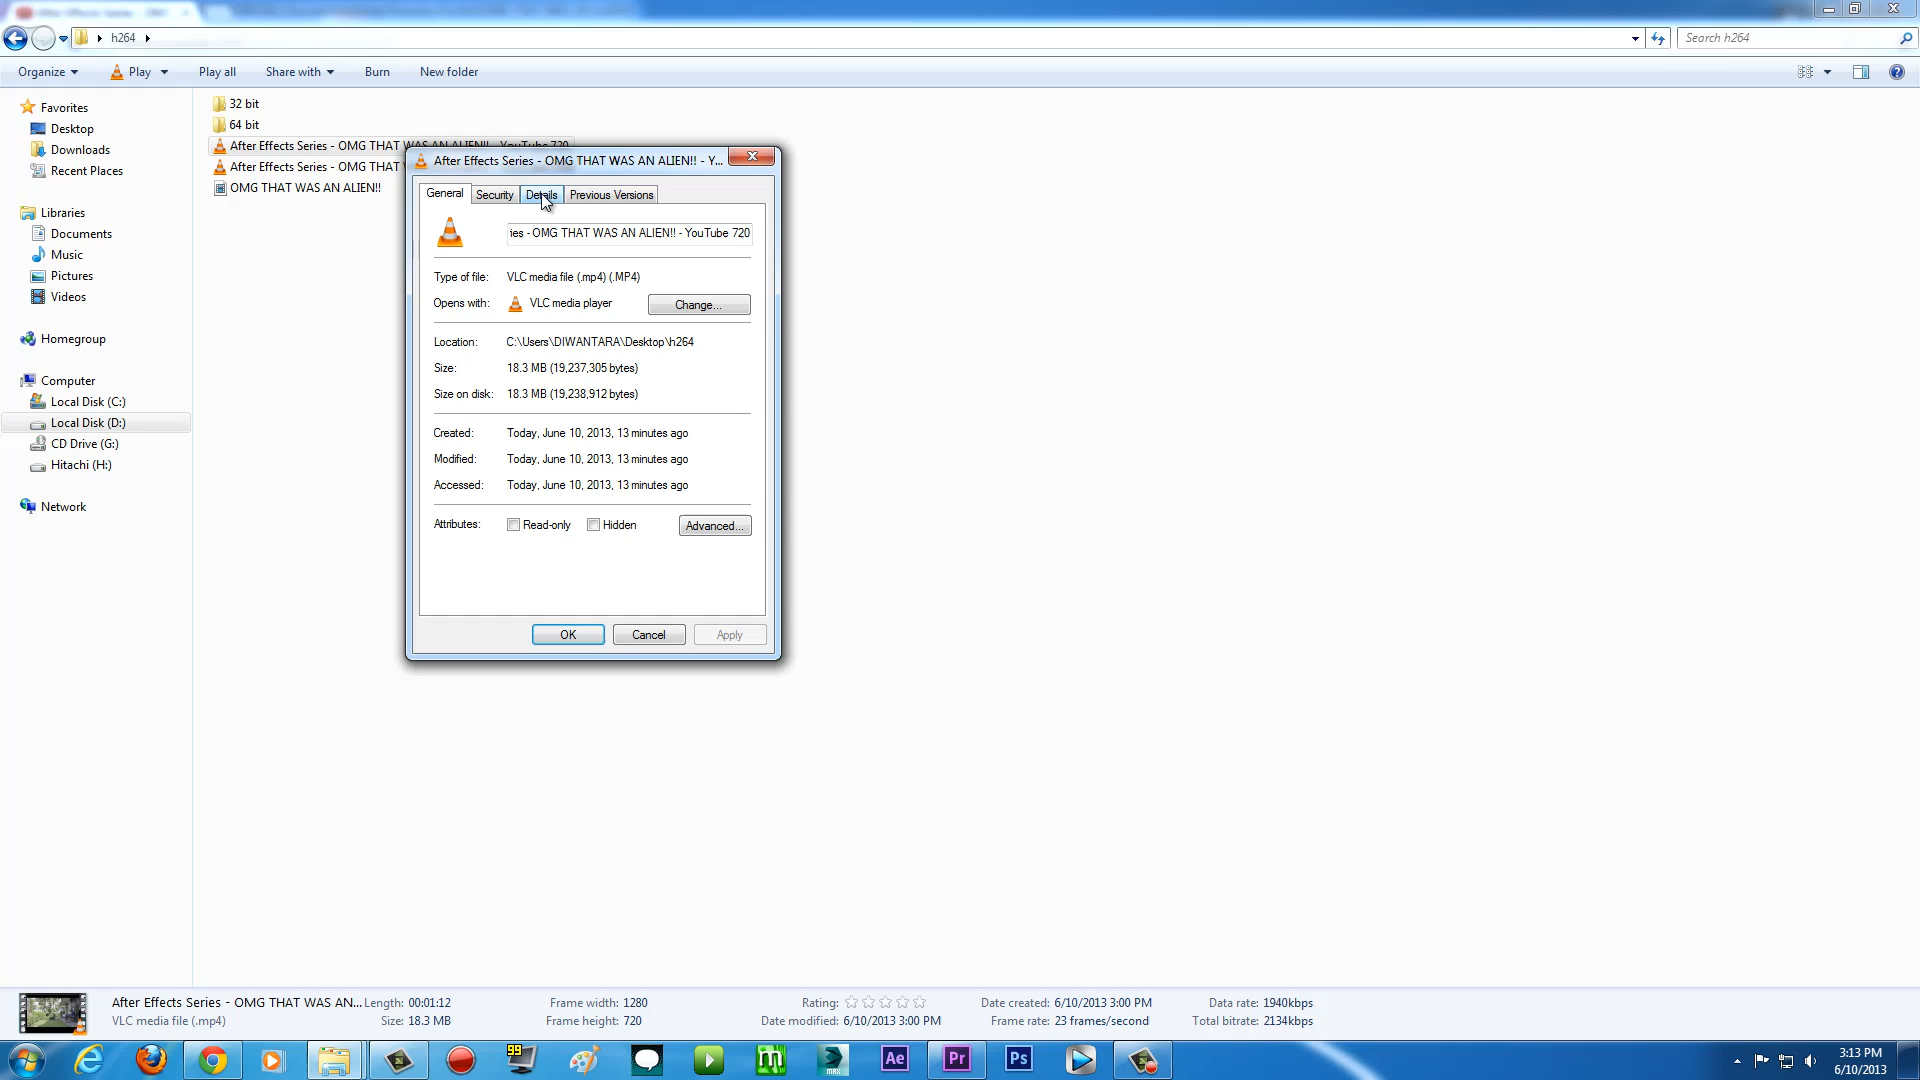 h264
Search h264
Organize
Play
Play all
Share with
Burn
New folder
Favorites
Desktop
Downloads
Recent Places
Libraries
Documents
Music
Pictures
Videos
Homegroup
Computer
Local Disk (C:)
Local Disk (D:)
CD Drive (G:)
Hitachi (H:)
Network
32 bit
64 bit
After Effects Series - OMG THAT WAS AN ALIEN!! - YouTube 720
After Effects Series - OMG THAT
OMG THAT WAS AN ALIEN!!
After Effects Series - OMG THAT WAS AN ALIEN!! - Y...
General
Security
Details
Previous Versions
ies - OMG THAT WAS AN ALIEN!! - YouTube 720
Type of file: VLC media file (.mp4) (.MP4)
Opens with: VLC media player
Change...
Location: C:\Users\DIWANTARA\Desktop\h264
Size: 18.3 MB (19,237,305 bytes)
Size on disk: 18.3 MB (19,238,912 bytes)
Created: Today, June 10, 2013, 13 minutes ago
Modified: Today, June 10, 2013, 13 minutes ago
Accessed: Today, June 10, 2013, 13 minutes ago
Attributes: Read-only Hidden
Advanced...
OK
Cancel
Apply
After Effects Series - OMG THAT WAS AN... Length: 00:01:12 Frame width: 1280 Rating: Date created: 6/10/2013 3:00 PM Data rate: 1940kbps
VLC media file (.mp4) Size: 18.3 MB Frame height: 720 Date modified: 6/10/2013 3:00 PM Frame rate: 23 frames/second Total bitrate: 2134kbps
99
MAX
Ae
Pr
Ps
3:13 PM
6/10/2013